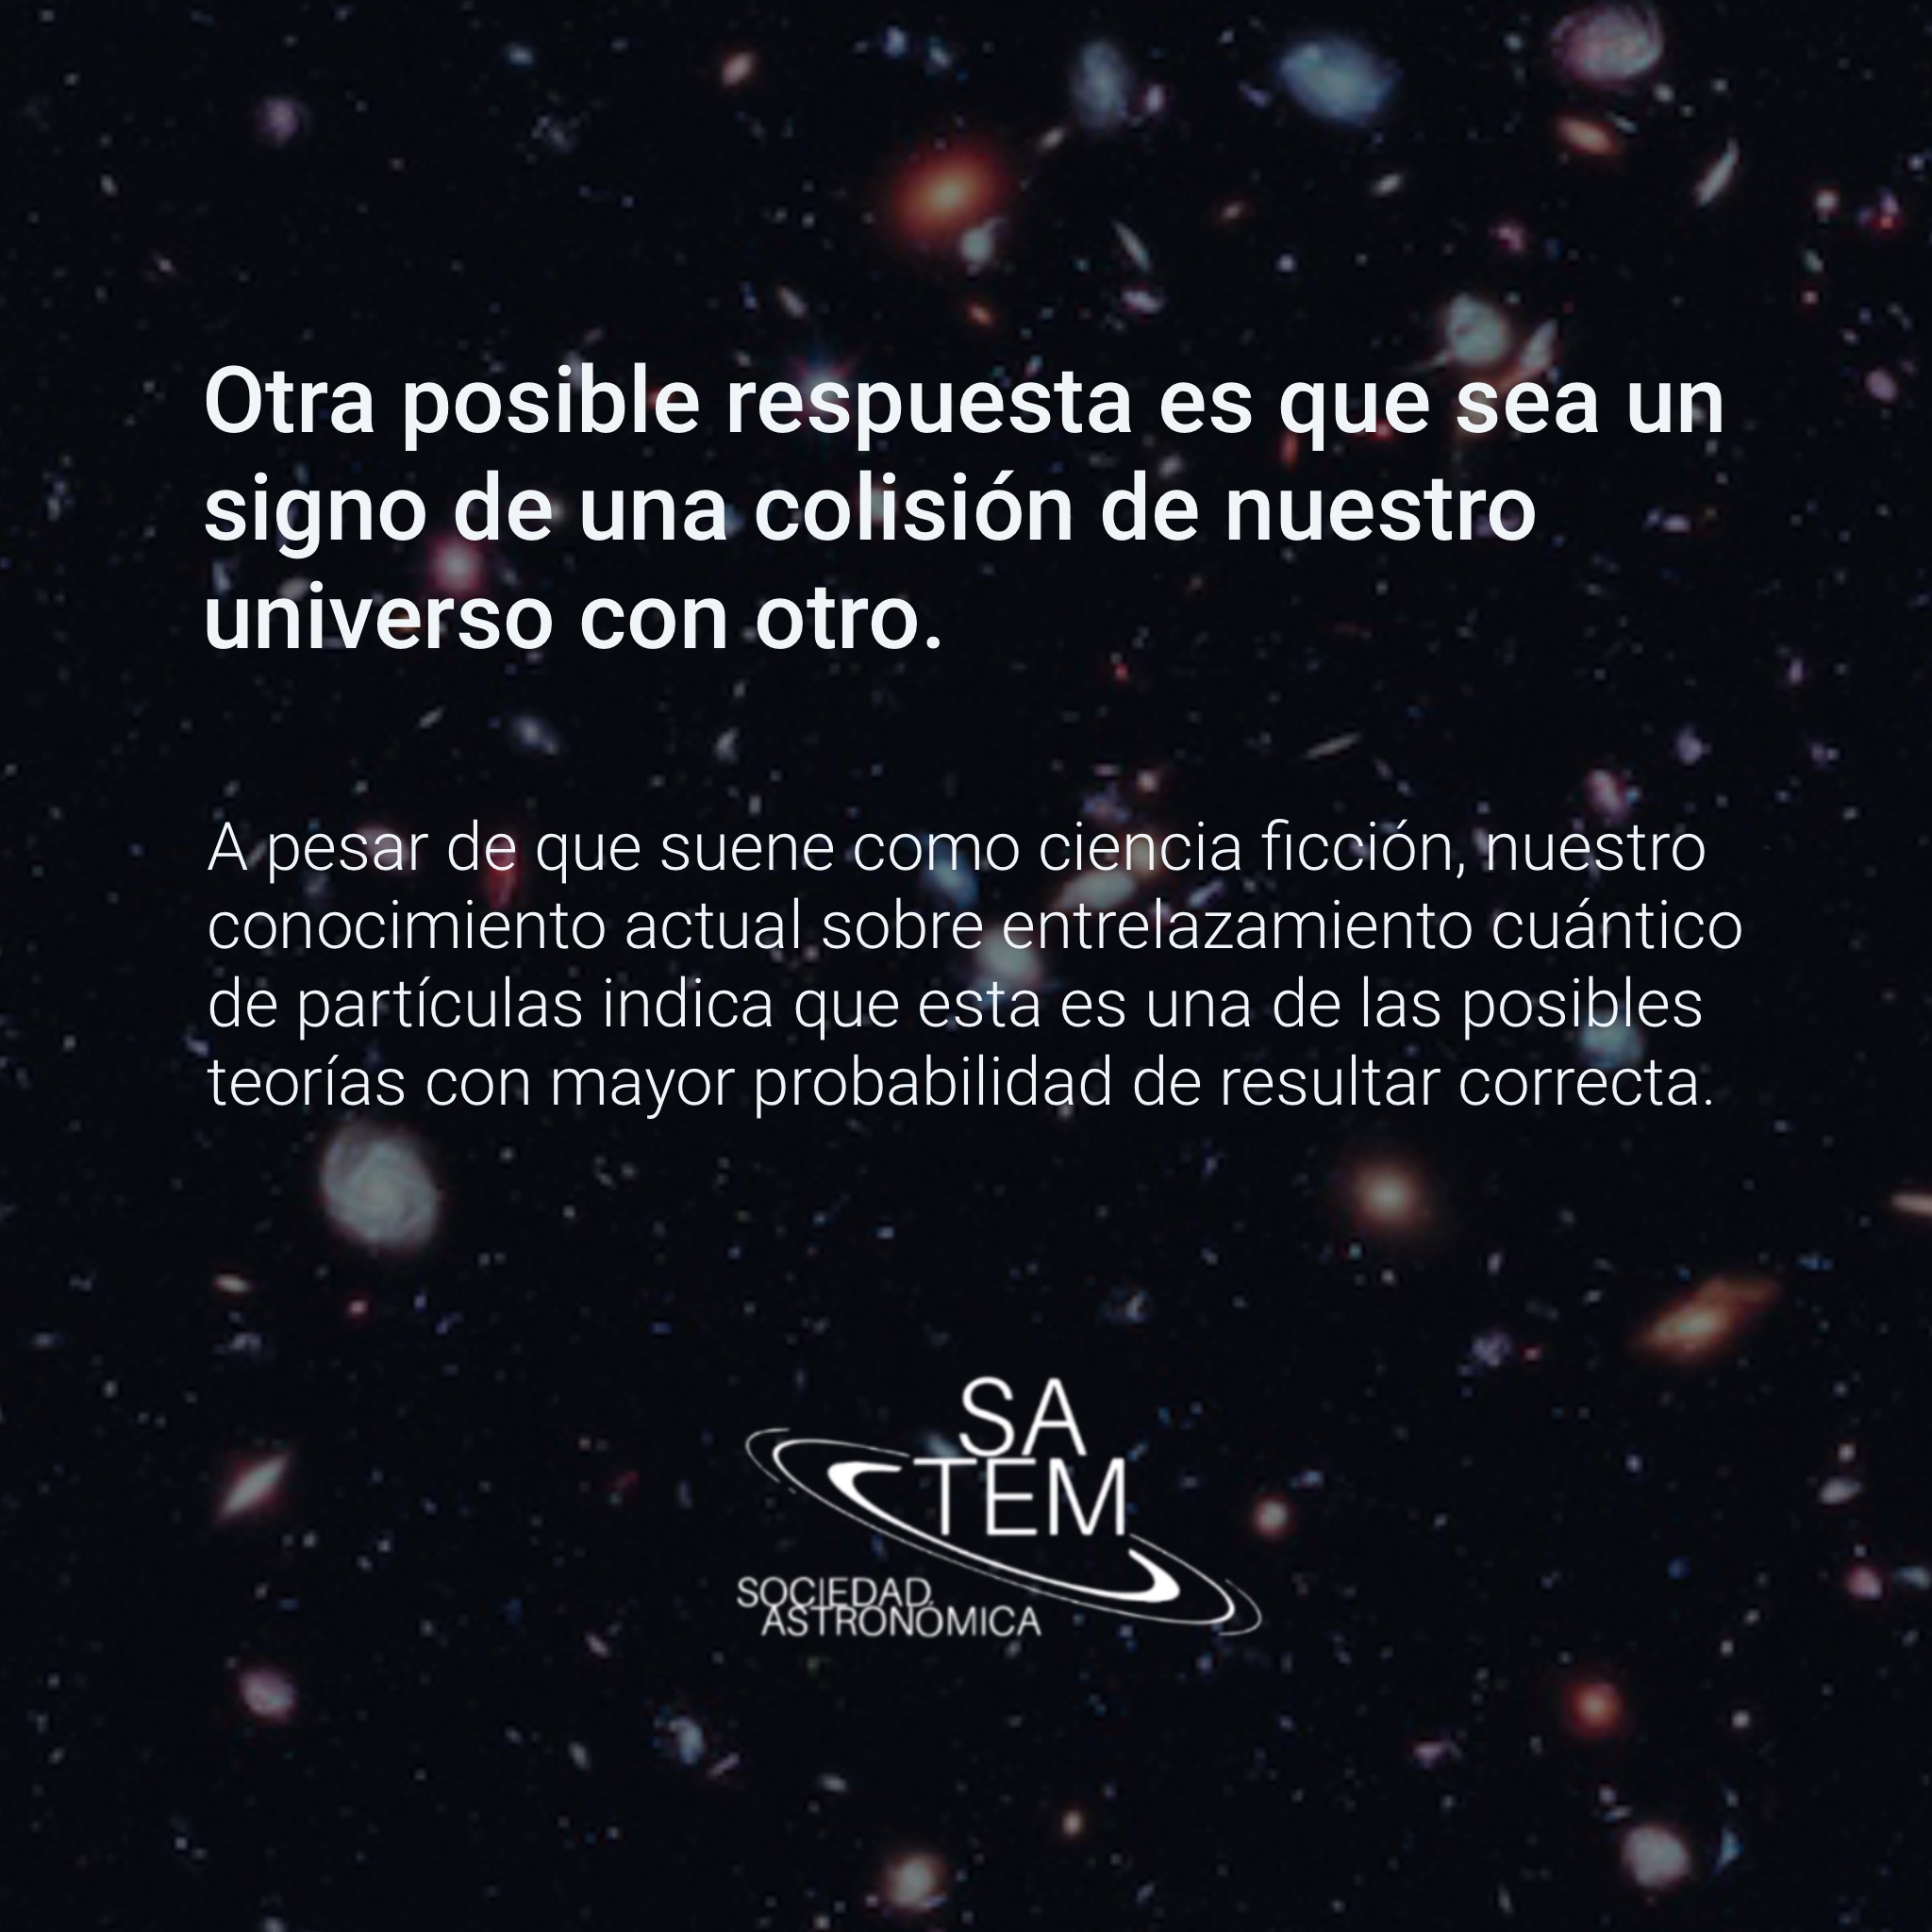 Otra posible respuesta es que sea un
signo de una colisión de nuestro
universo con otro.
A pesar de que suene como ciencia ficción, nuestro
conocimiento actual sobre entrelazamiento cuántico
de partículas indica que esta es una de las posibles
teorías con mayor probabilidad de resultar correcta.
SA
TEM
SOCIEDAD
ASTRONÓMICA